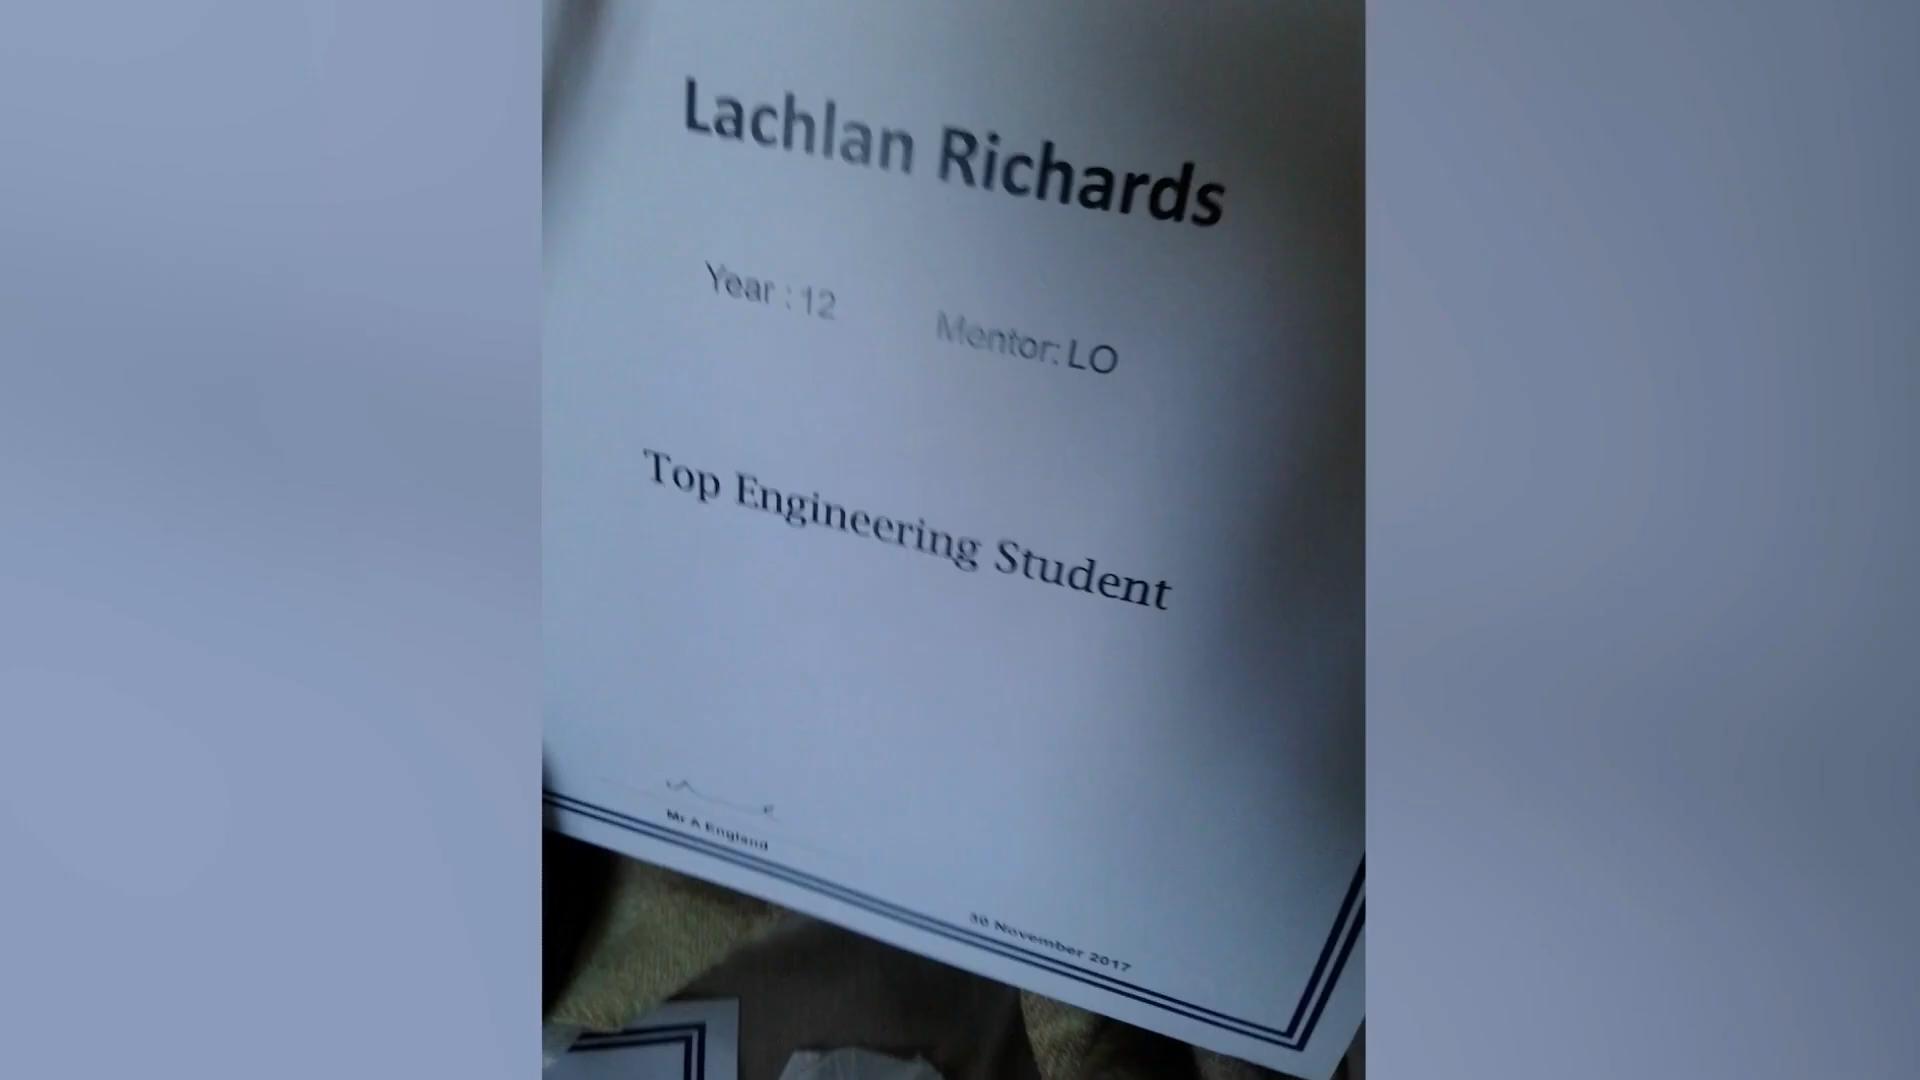 Lachlan Richards
Year : 12 Mentor: LO
Top Engineering Student
Mr A England
30 November 2017